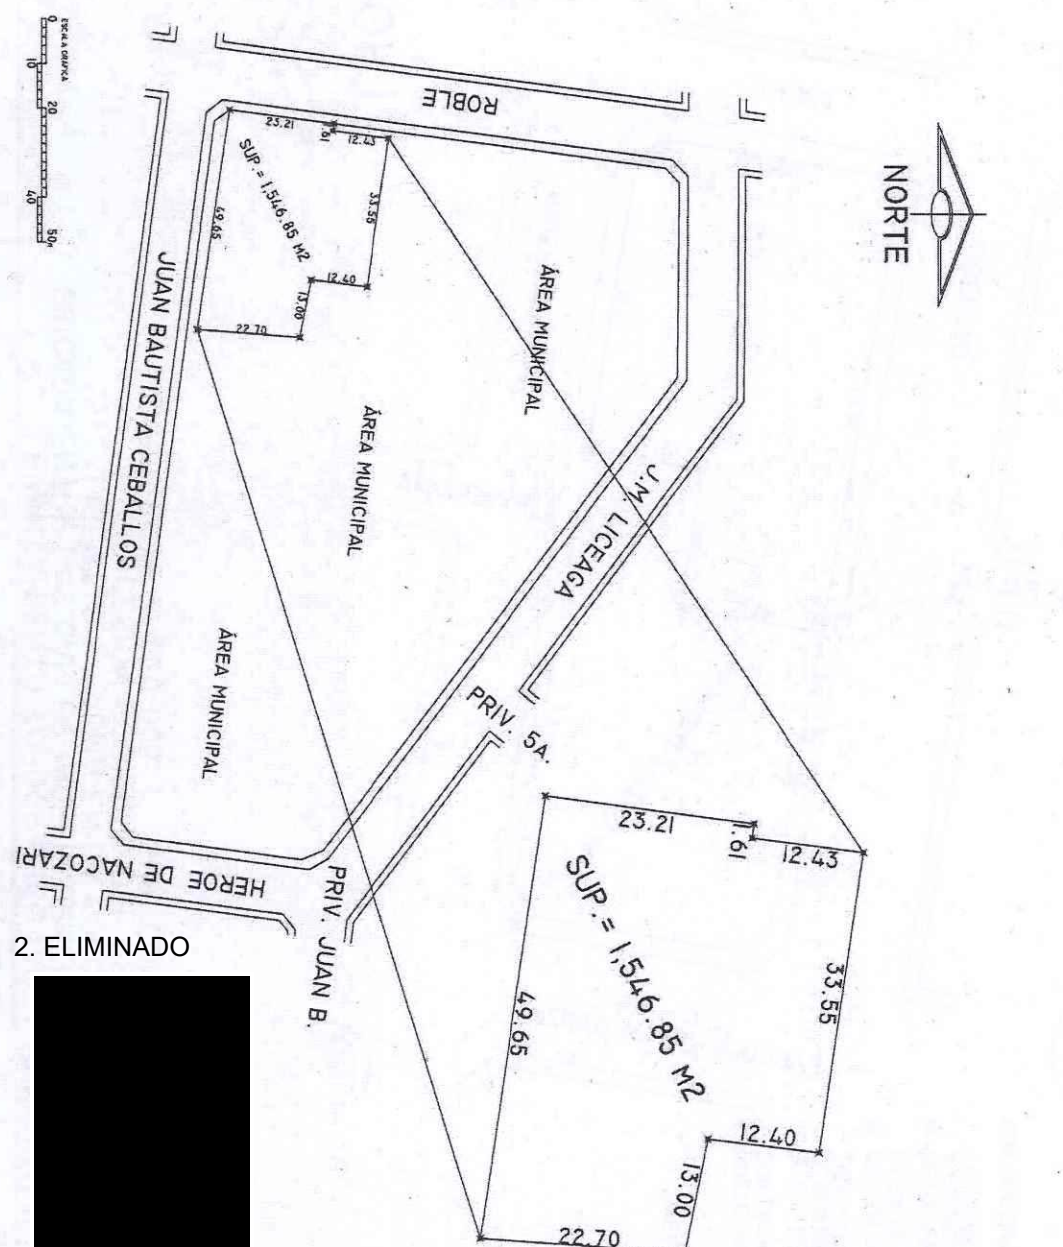 ESCALA GRAFICA
0 10 20 40 50m
ROBLE
NORTE
23.21
1.61
12.43
SUP.= 1,546.85 M2
33.55
49.65
12.40
13.00
22.70
ÁREA MUNICIPAL
ÁREA MUNICIPAL
ÁREA MUNICIPAL
JUAN BAUTISTA CEBALLOS
J.M. LICEAGA
PRIV. 5A.
HEROE DE NACOZARI
PRIV. JUAN B.
2. ELIMINADO
23.21
1.61
12.43
SUP.= 1,546.85 M2
33.55
49.65
12.40
13.00
22.70